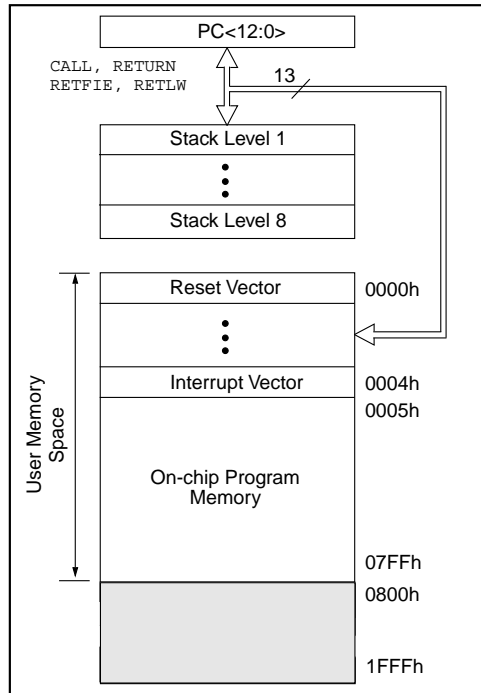 PC<12:0>
CALL, RETURN
RETFIE, RETLW
13
Stack Level 1
Stack Level 8
Reset Vector
0000h
Interrupt Vector
0004h
0005h
User Memory
Space
On-chip Program
Memory
07FFh
0800h
1FFFh